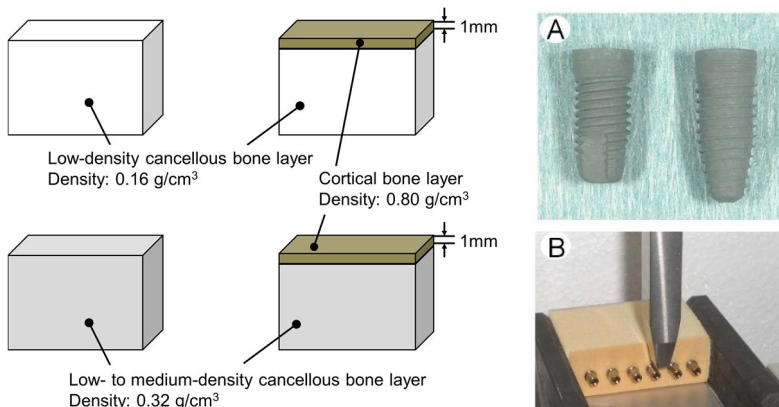 1mm
A
Low-density cancellous bone layer
Density: 0.16 g/cm³
Cortical bone layer
Density: 0.80 g/cm³
1mm
B
Low- to medium-density cancellous bone layer
Density: 0.32 g/cm³